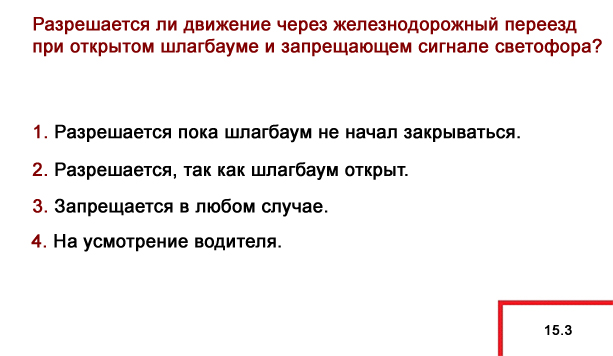 Разрешается ли движение через железнодорожный переезд
при открытом шлагбауме и запрещающем сигнале светофора?
1. Разрешается пока шлагбаум не начал закрываться.
2. Разрешается, так как шлагбаум открыт.
3. Запрещается в любом случае.
4. На усмотрение водителя.
15.3